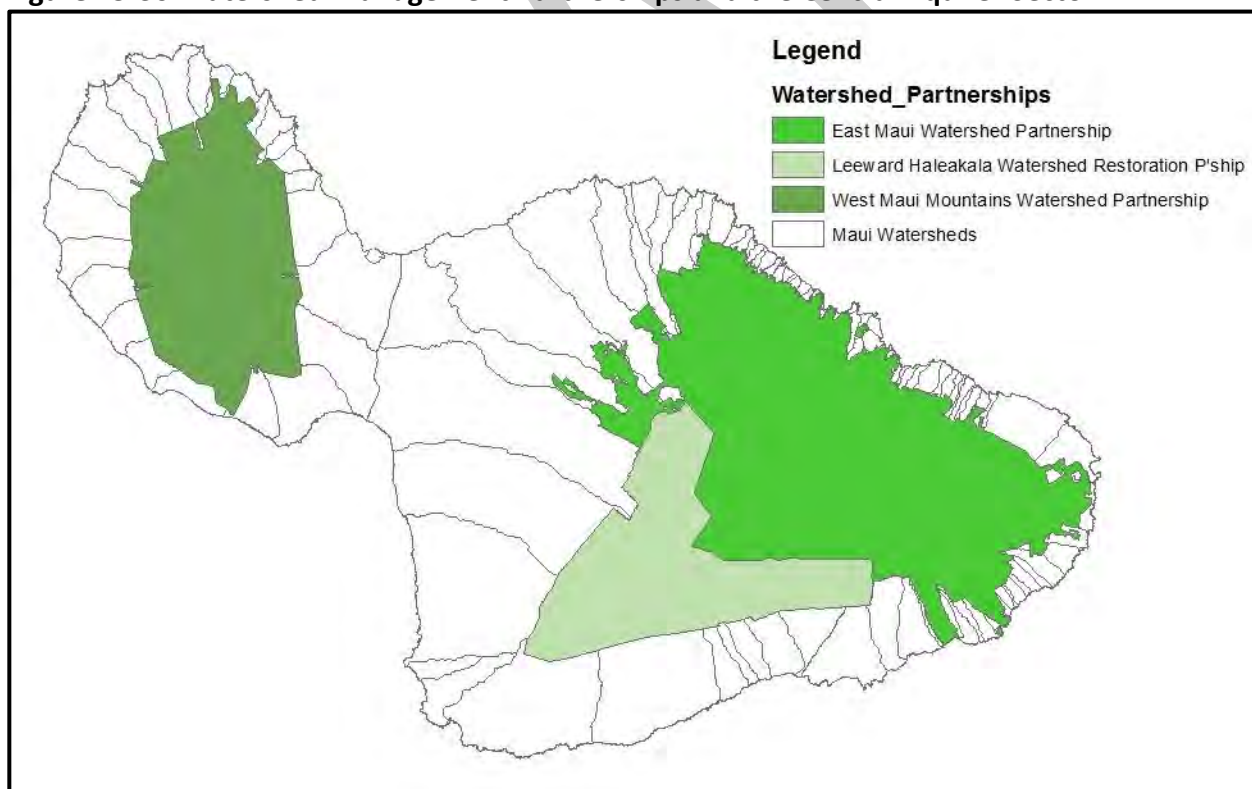 Legend
Watershed_Partnerships
East Maui Watershed Partnership
Leeward Haleakala Watershed Restoration P'ship
West Maui Mountains Watershed Partnership
Maui Watersheds